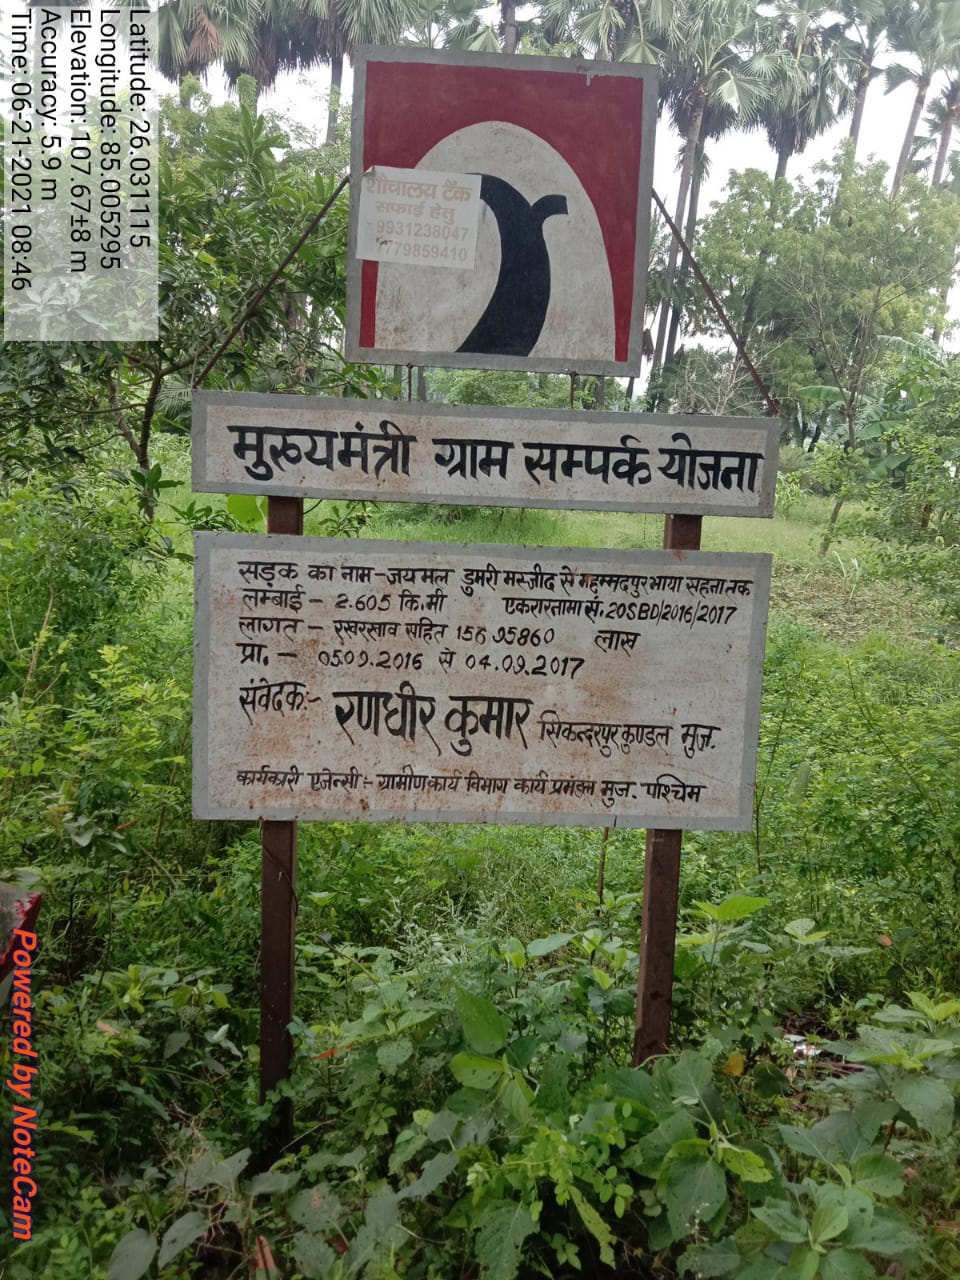 Latitude: 26.031115
Longitude: 85.005295
Elevation: 107.67±8 m
Accuracy: 5.9 m
Time: 06-21-2021 08:46
शौचालय टैंक
सफाई हेतु
9931238047
7779859410
मुख्यमंत्री ग्राम सम्पर्क योजना
सड़क का नाम - जयमल डुमरी मस्जीद से महम्मदपुर भाया सहना तक
लम्बाई - 2.605 कि.मी एकरारनामा सं. 20SBD/2016/2017
लागत - रखरखाव सहित 156 95860 लाख
प्रा. - 05.09.2016 से 04.09.2017
संवेदक:- रणधीर कुमार सिकन्दरपुर कुण्डल मुज.
कार्यकारी एजेन्सी:- ग्रामीण कार्य विभाग कार्य प्रमंडल मुज. पश्चिम
Powered by NoteCam